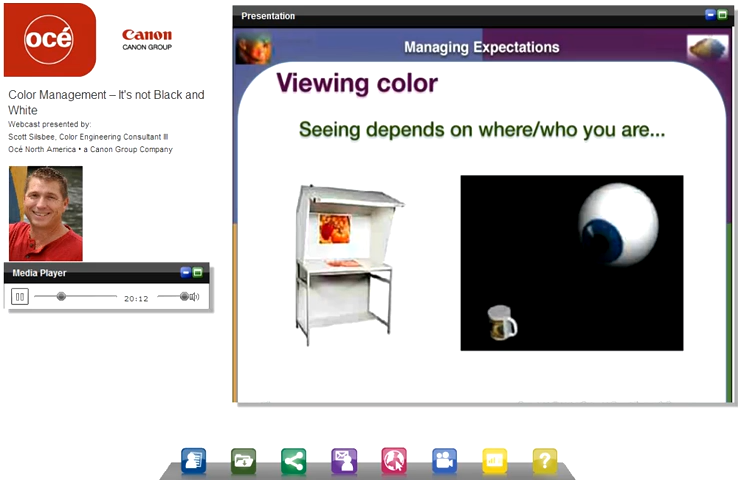 océ
Canon
CANON GROUP
Color Management – It's not Black and
White
Webcast presented by:
Scott Silsbee, Color Engineering Consultant III
Océ North America • a Canon Group Company
Media Player
20:12
Presentation
Managing Expectations
Viewing color
Seeing depends on where/who you are...
?